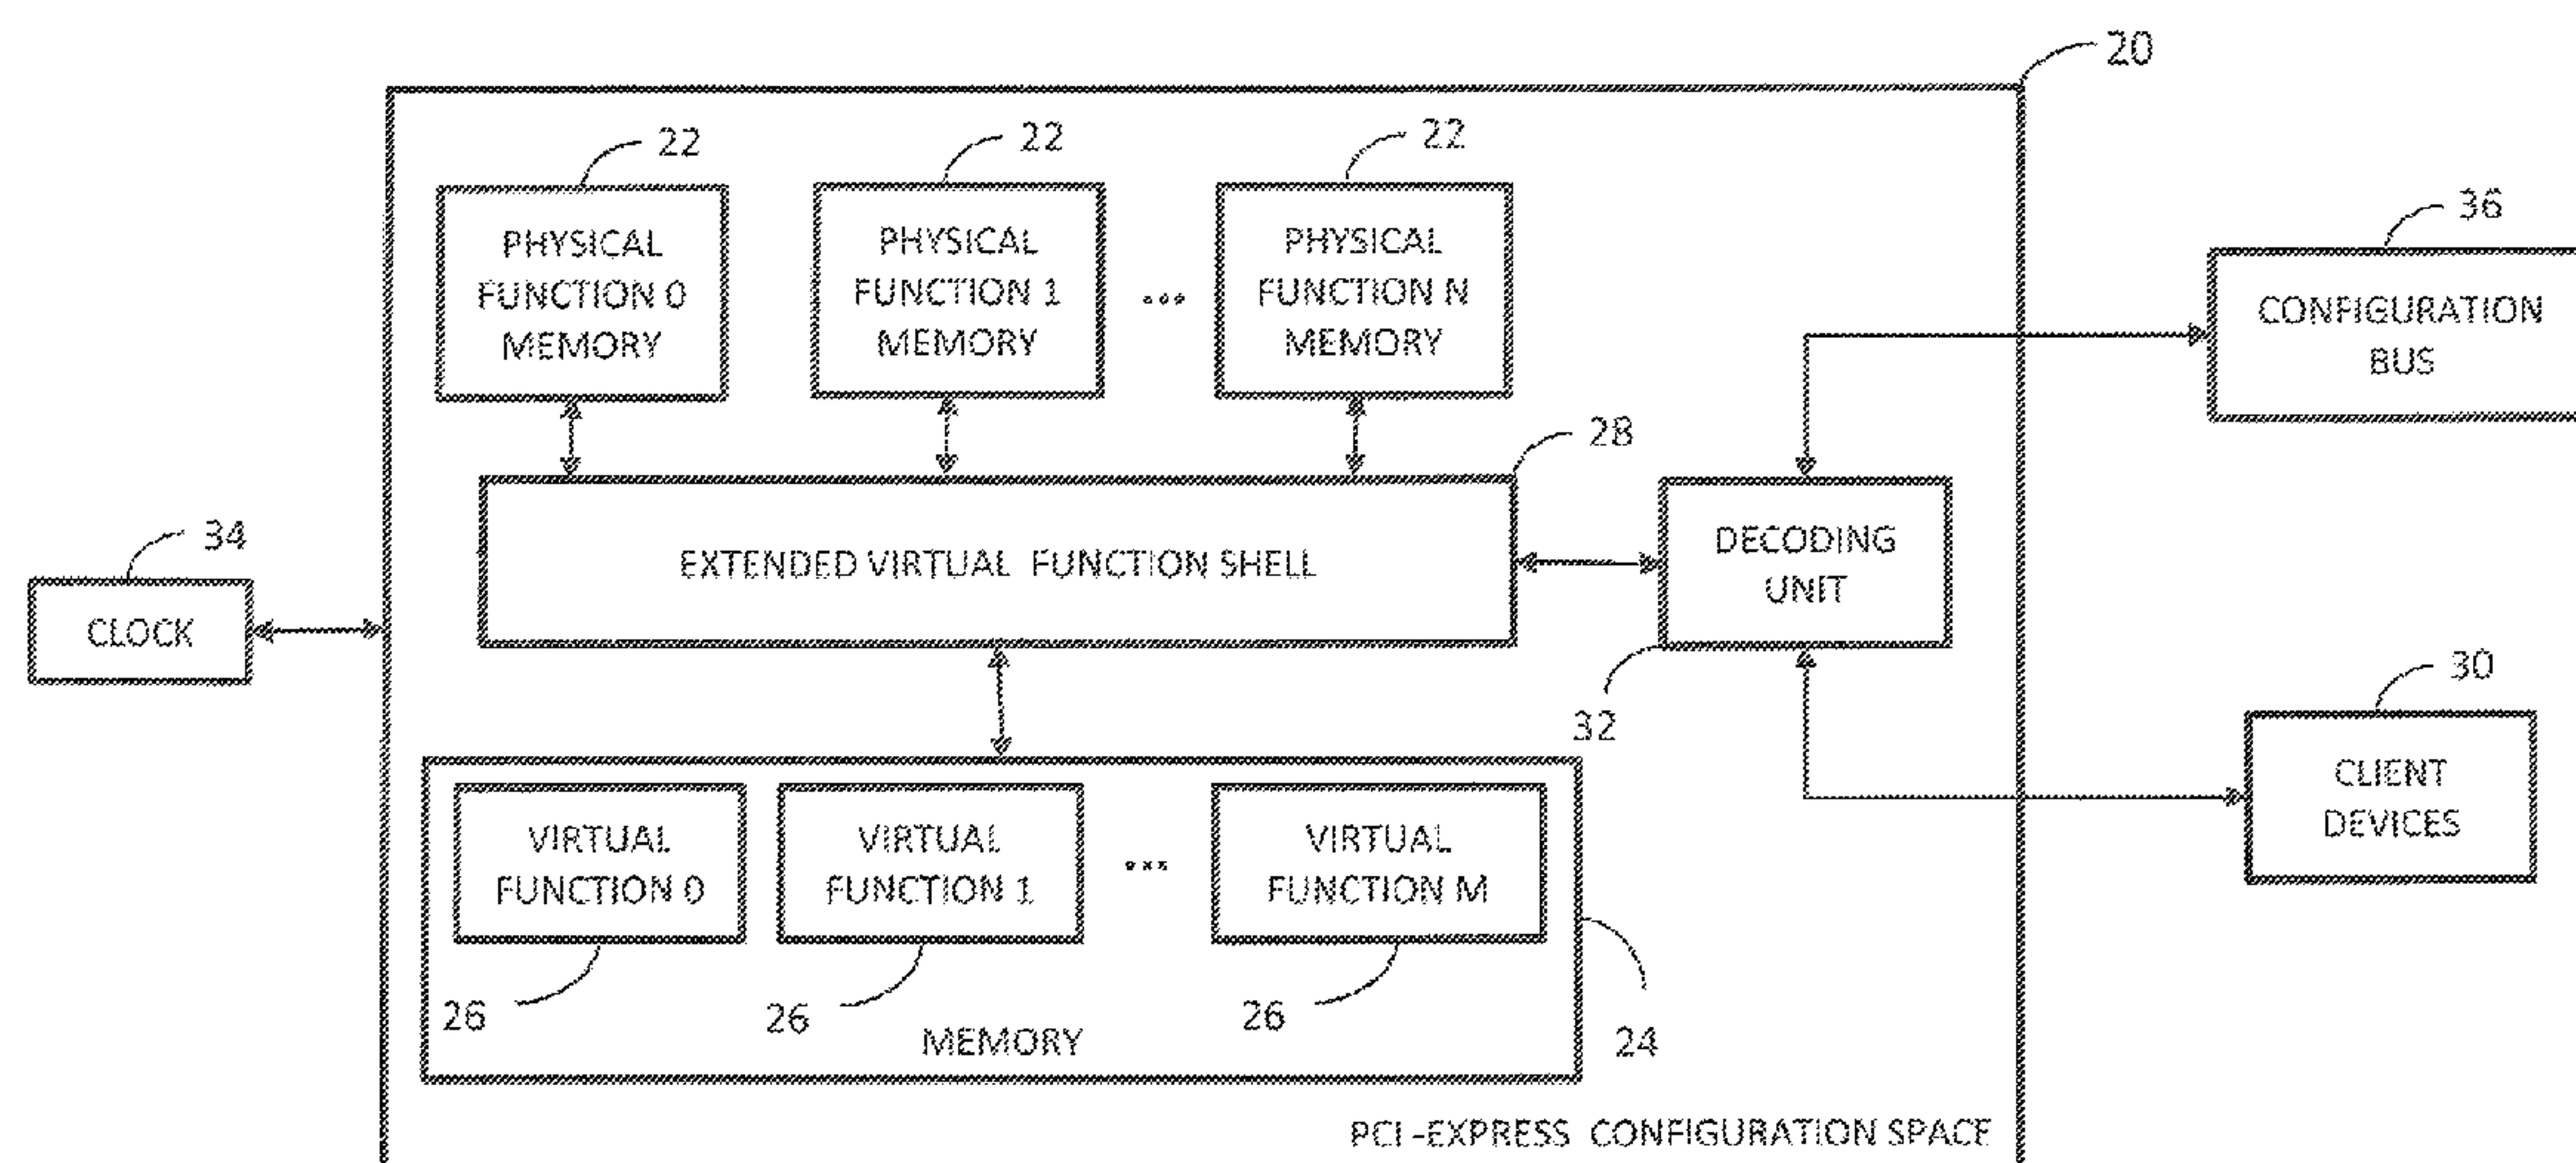 20
22
22
22
36
PHYSICAL
FUNCTION 0
MEMORY
PHYSICAL
FUNCTION 1
MEMORY
...
PHYSICAL
FUNCTION N
MEMORY
CONFIGURATION
BUS
28
34
CLOCK
EXTENDED VIRTUAL FUNCTION SHELL
DECODING
UNIT
32
30
CLIENT
DEVICES
VIRTUAL
FUNCTION 0
VIRTUAL
FUNCTION 1
...
VIRTUAL
FUNCTION M
26
26
26
MEMORY
24
PCI -EXPRESS CONFIGURATION SPACE